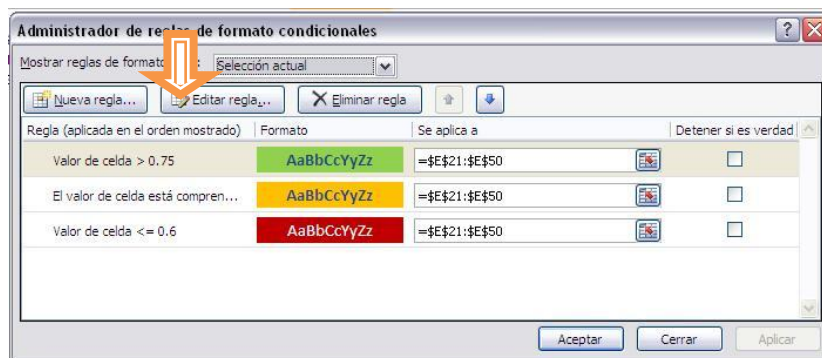 Administrador de reglas de formato condicionales
Mostrar reglas de formato : Selección actual
Nueva regla... Editar regla... Eliminar regla
Regla (aplicada en el orden mostrado) Formato Se aplica a Detener si es verdad
Valor de celda > 0.75 AaBbCcYyZz =$E$21:$E$50
El valor de celda está compren... AaBbCcYyZz =$E$21:$E$50
Valor de celda <= 0.6 AaBbCcYyZz =$E$21:$E$50
Aceptar Cerrar Aplicar